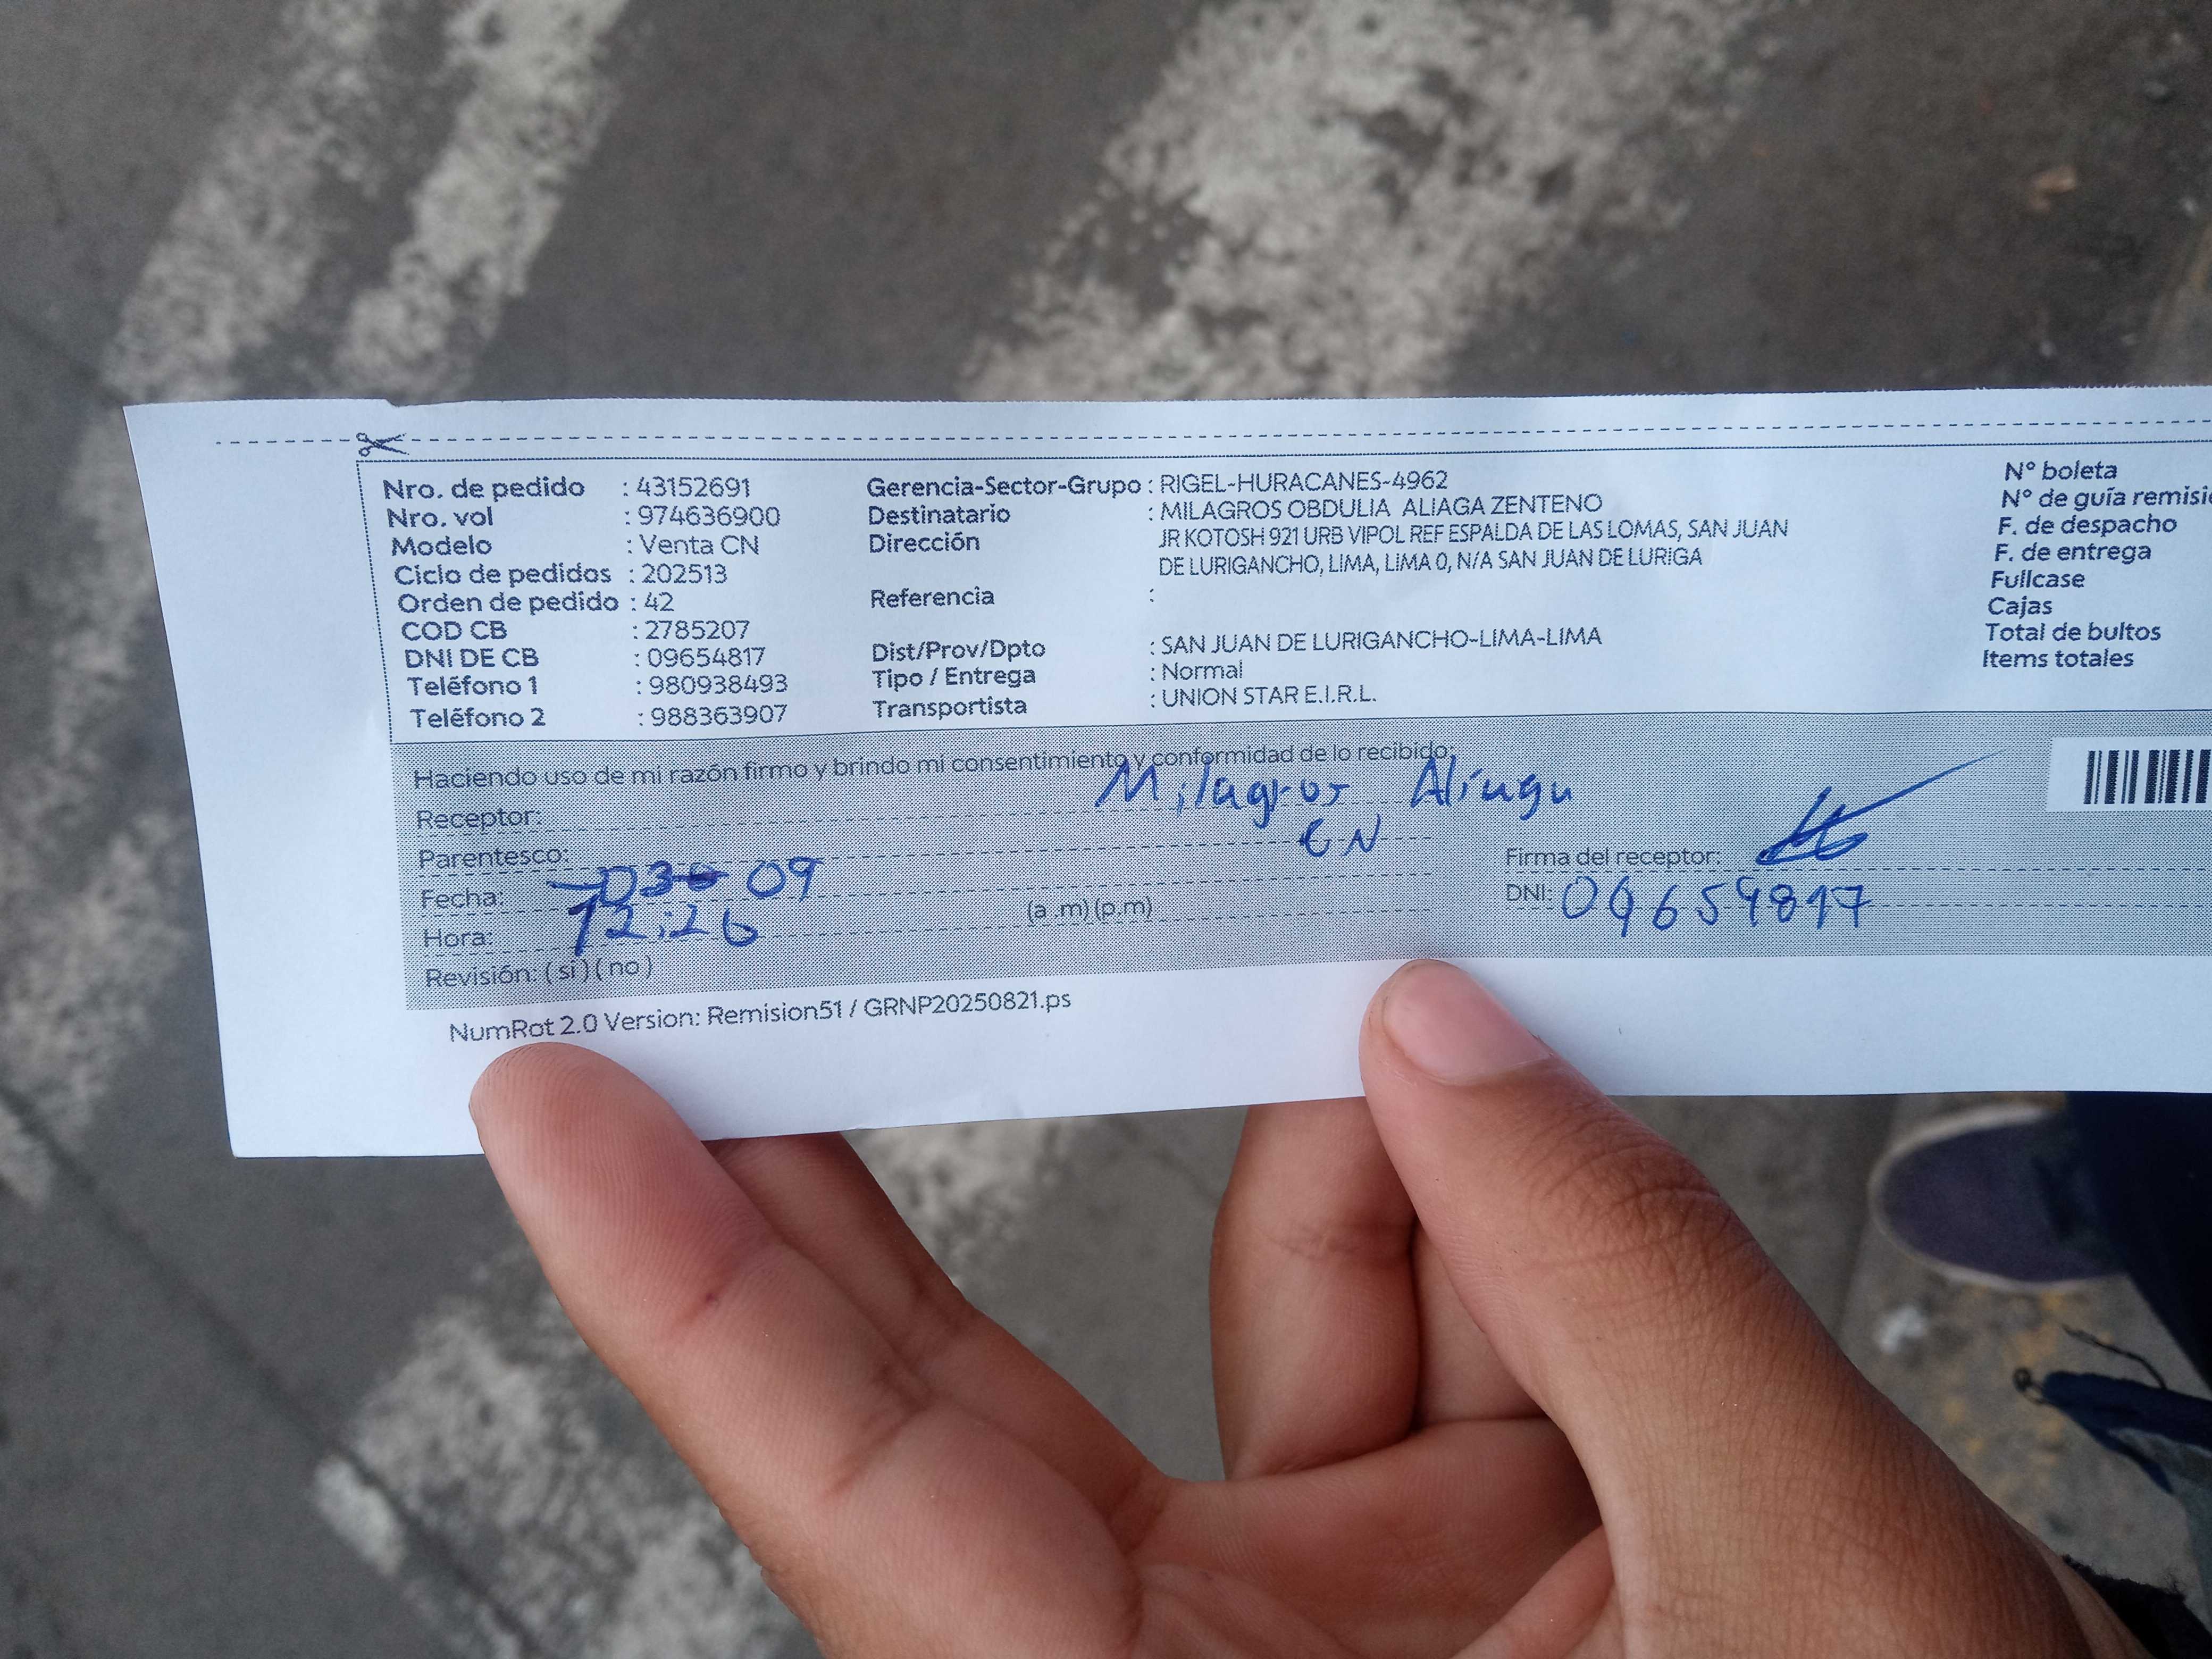 Nro. de pedido : 43152691
Nro. vol : 974636900
Modelo : Venta CN
Ciclo de pedidos : 202513
Orden de pedido : 42
COD CB : 2785207
DNI DE CB : 09654817
Teléfono 1 : 980938493
Teléfono 2 : 988363907
Gerencia-Sector-Grupo : RIGEL-HURACANES-4962
Destinatario : MILAGROS OBDULIA ALIAGA ZENTENO
Dirección : JR KOTOSH 921 URB VIPOL REF ESPALDA DE LAS LOMAS, SAN JUAN
DE LURIGANCHO, LIMA, LIMA 0, N/A SAN JUAN DE LURIGA
Referencia :
Dist/Prov/Dpto : SAN JUAN DE LURIGANCHO-LIMA-LIMA
Tipo / Entrega : Normal
Transportista : UNION STAR E.I.R.L.
N° boleta
N° de guía
F. de despacho
F. de entrega
Fullcase
Cajas
Total de bultos
Items totales
Haciendo uso de mi razón firmo y brindo mi consentimiento y conformidad de lo recibido:
Receptor: Milagros Aliaga
Parentesco: CN
Fecha: 09
Hora: 12:26 (a .m) (p.m)
Revisión: ( si ) ( no )
Firma del receptor:
DNI: 09654817
NumRot 2.0 Version: Remision51 / GRNP20250821.ps